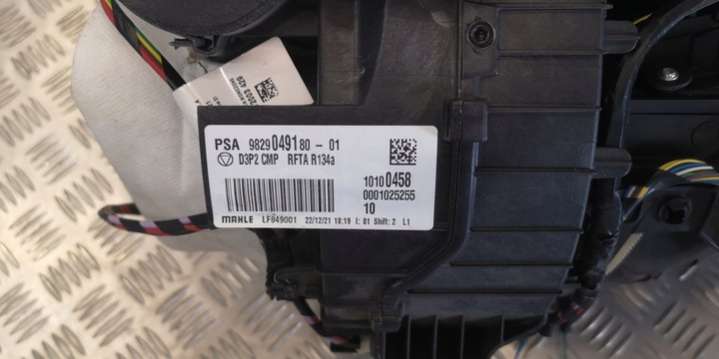 PSA 9829049180-01
D3P2 CMP RFTA R134a
10100458
0001025255
10
MAHLE LF849001 22/12/21 18:19 I: 01 Shift: 2 L1